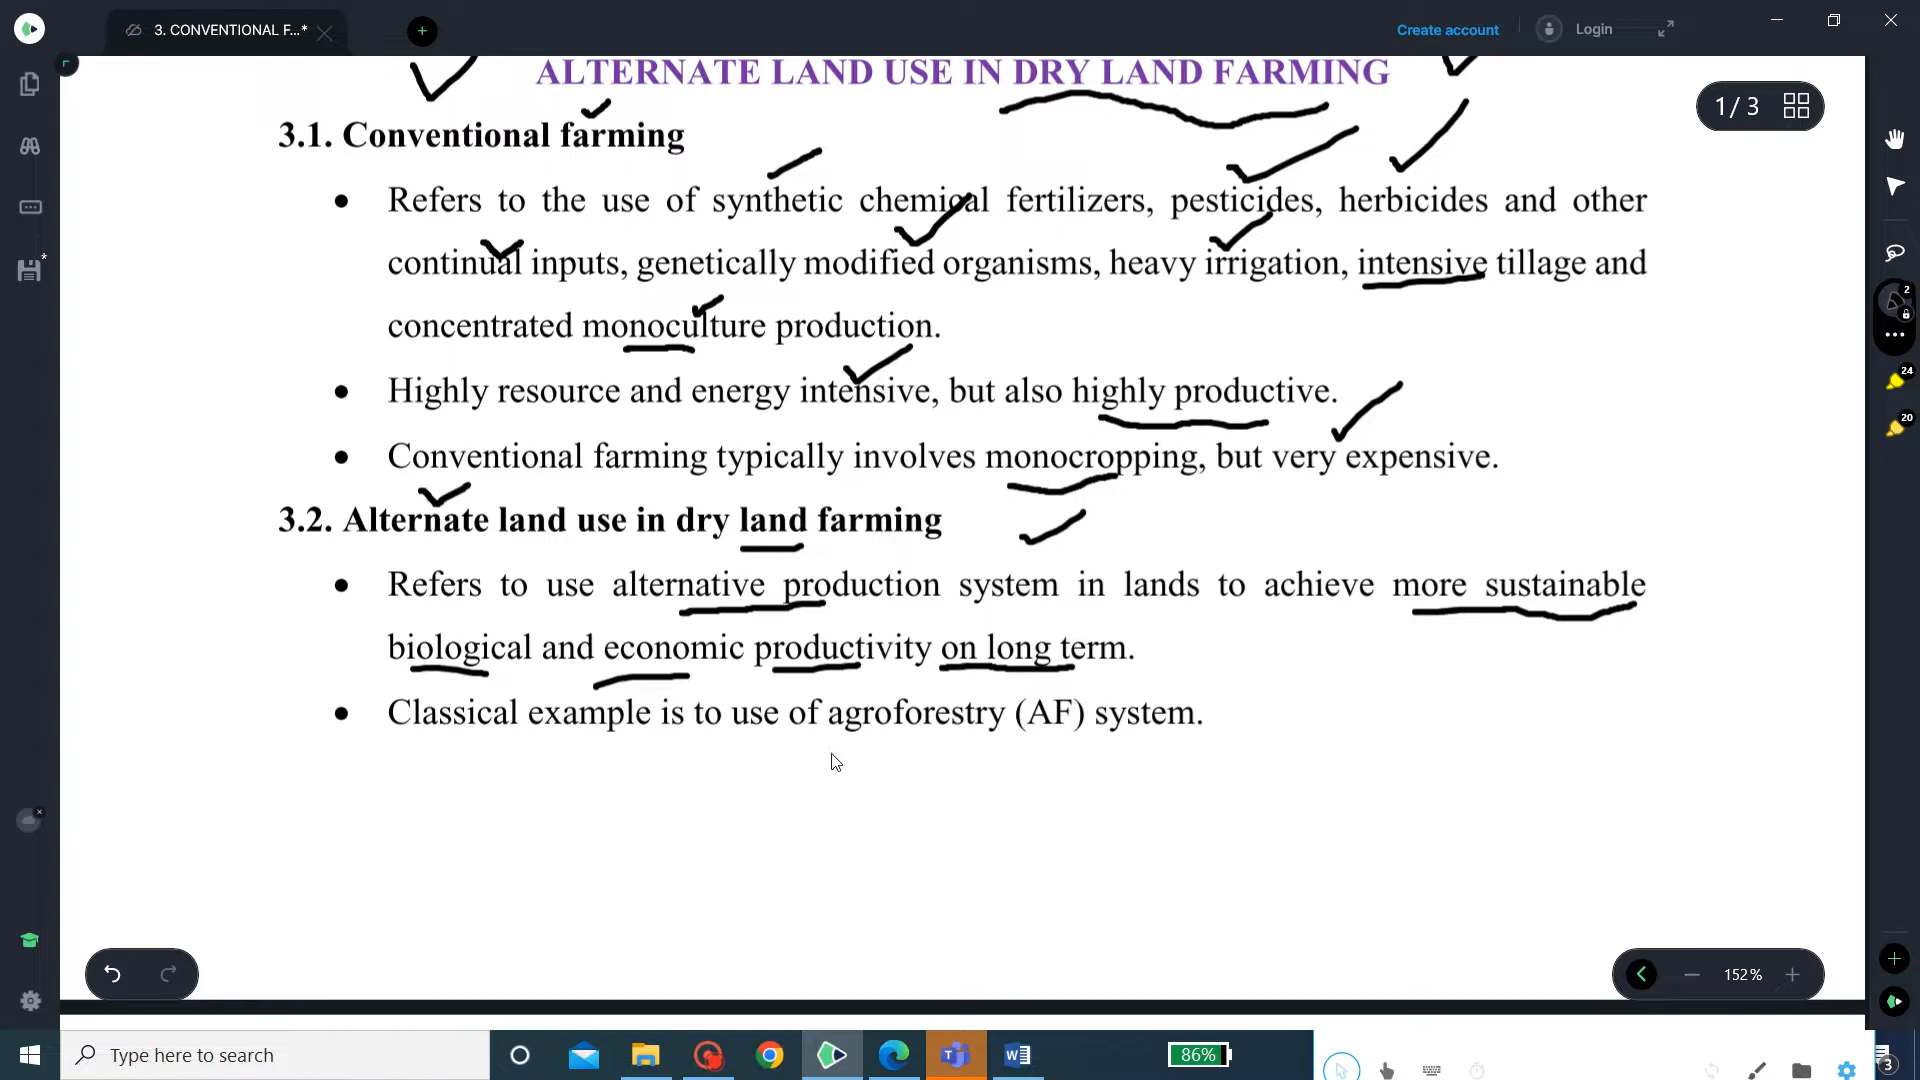 3. CONVENTIONAL F...*
Create account
Login
ALTERNATE LAND USE IN DRY LAND FARMING
1/ 3
3.1. Conventional farming
• Refers to the use of synthetic chemical fertilizers, pesticides, herbicides and other
continual inputs, genetically modified organisms, heavy irrigation, intensive tillage and
concentrated monoculture production.
• Highly resource and energy intensive, but also highly productive.
• Conventional farming typically involves monocropping, but very expensive.
3.2. Alternate land use in dry land farming
• Refers to use alternative production system in lands to achieve more sustainable
biological and economic productivity on long term.
• Classical example is to use of agroforestry (AF) system.
2
24
20
152%
Type here to search
86%
3